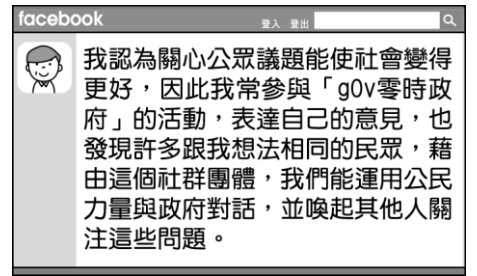 facebook
登入 登出
我認為關心公眾議題能使社會變得
更好，因此我常參與「g0v零時政
府」的活動，表達自己的意見，也
發現許多跟我想法相同的民眾，藉
由這個社群團體，我們能運用公民
力量與政府對話，並喚起其他人關
注這些問題。